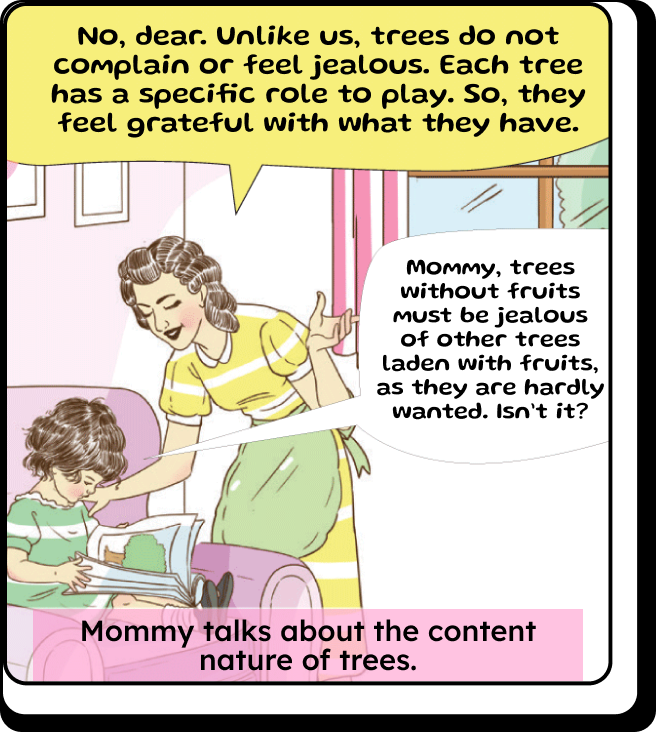 No, dear. Unlike us, trees do not
complain or feel jealous. Each tree
has a specific role to play. So, they
feel grateful with what they have.
Mommy, trees
without fruits
must be jealous
of other trees
laden with fruits,
as they are hardly
wanted. Isn't it?
Mommy talks about the content
nature of trees.